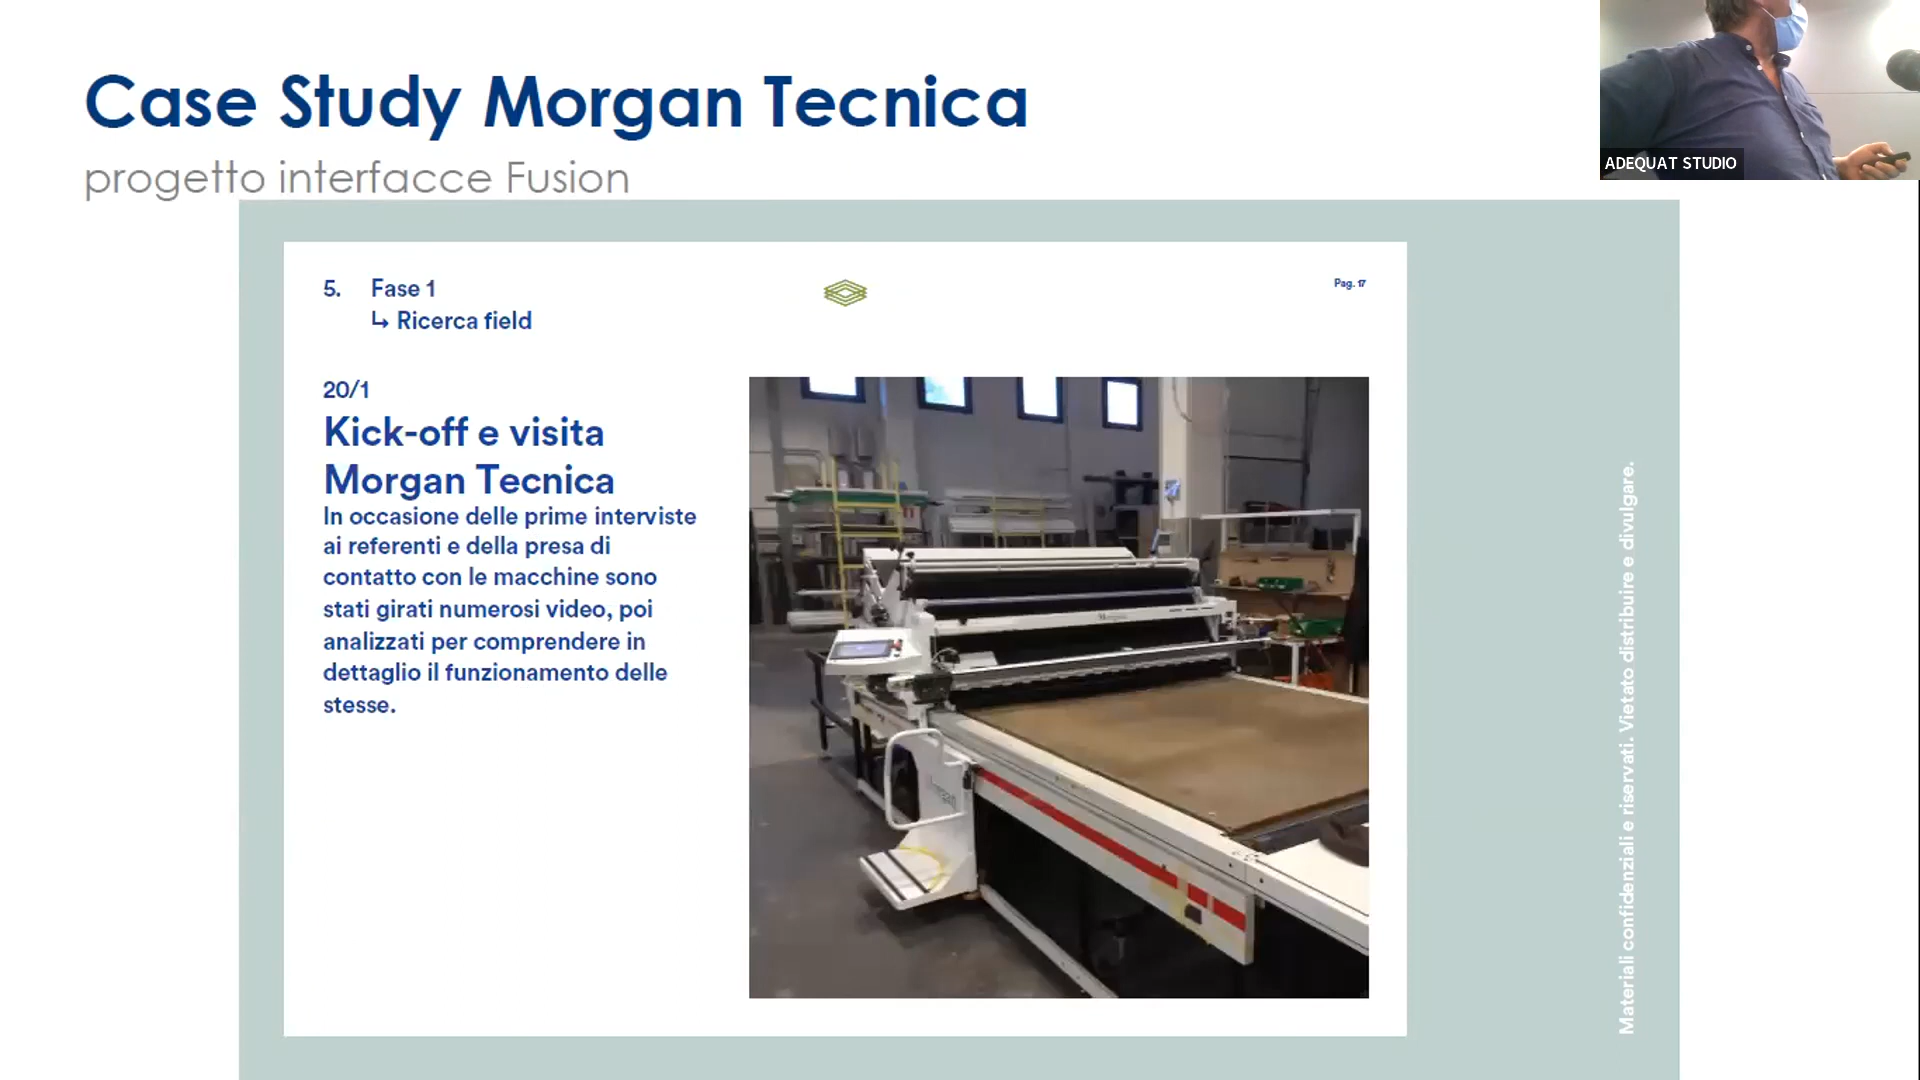 Case Study Morgan Tecnica
progetto interfacce Fusion
ADEQUAT STUDIO
5. Fase 1
↳ Ricerca field
Pag. 17
20/1
Kick-off e visita
Morgan Tecnica
In occasione delle prime interviste
ai referenti e della presa di
contatto con le macchine sono
stati girati numerosi video, poi
analizzati per comprendere in
dettaglio il funzionamento delle
stesse.
Materiali confidenziali e riservati. Vietato distribuire e divulgare.